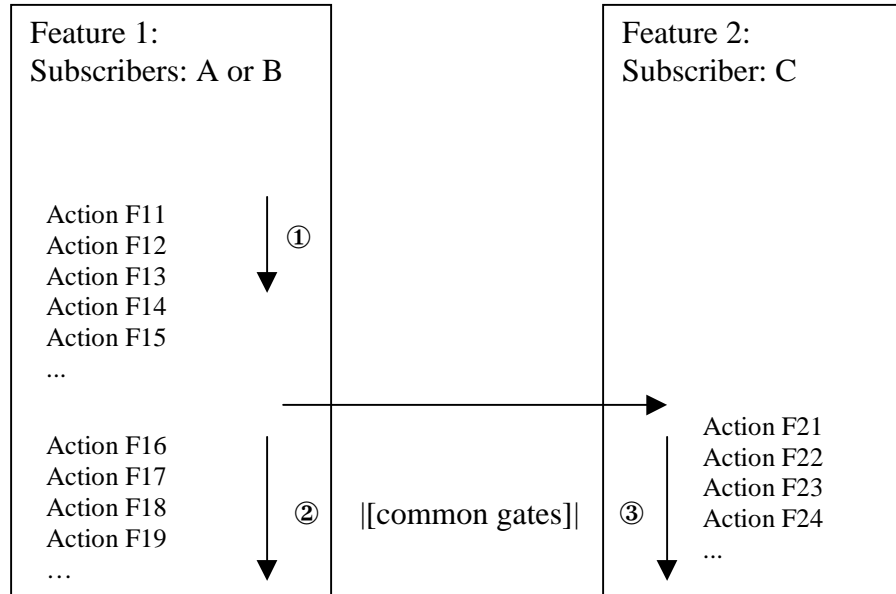 Feature 1:
Subscribers: A or B
Action F11
Action F12
Action F13
Action F14
Action F15
...
①
Action F16
Action F17
Action F18
Action F19
…
②
|[common gates]|
Feature 2:
Subscriber: C
③
Action F21
Action F22
Action F23
Action F24
...